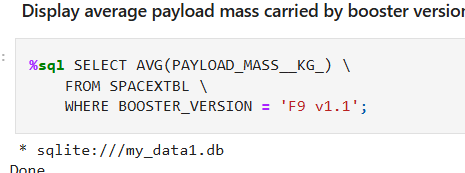 Display average payload mass carried by booster version
:
%sql SELECT AVG(PAYLOAD_MASS__KG_) \
FROM SPACEXTBL \
WHERE BOOSTER_VERSION = 'F9 v1.1';
* sqlite:///my_data1.db
Done